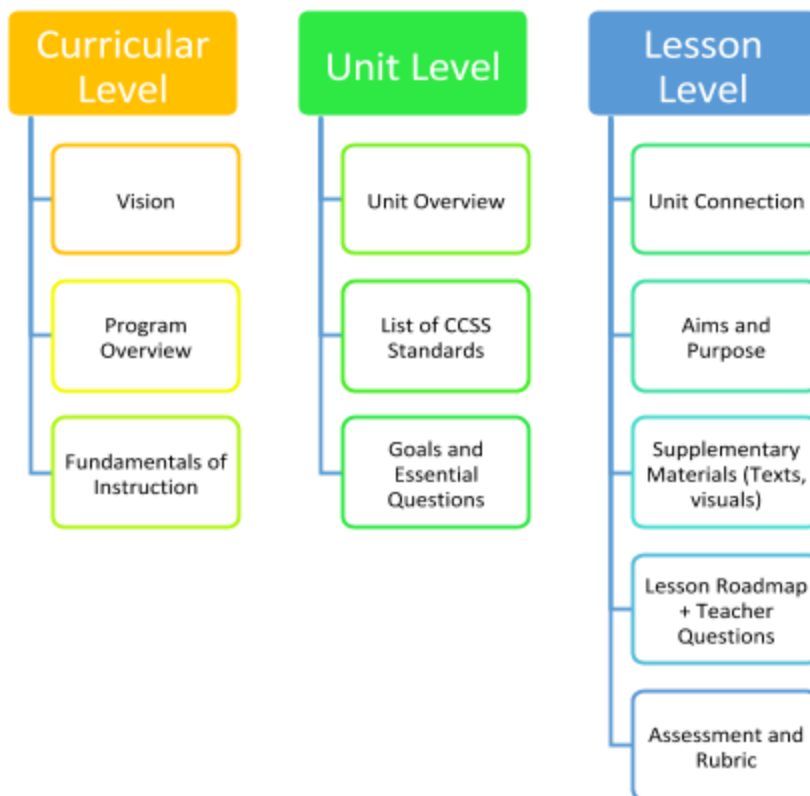 Curricular
Level
Vision
Program
Overview
Fundamentals of
Instruction
Unit Level
Unit Overview
List of CCSS
Standards
Goals and
Essential
Questions
Lesson
Level
Unit Connection
Aims and
Purpose
Supplementary
Materials (Texts,
visuals)
Lesson Roadmap
+ Teacher
Questions
Assessment and
Rubric